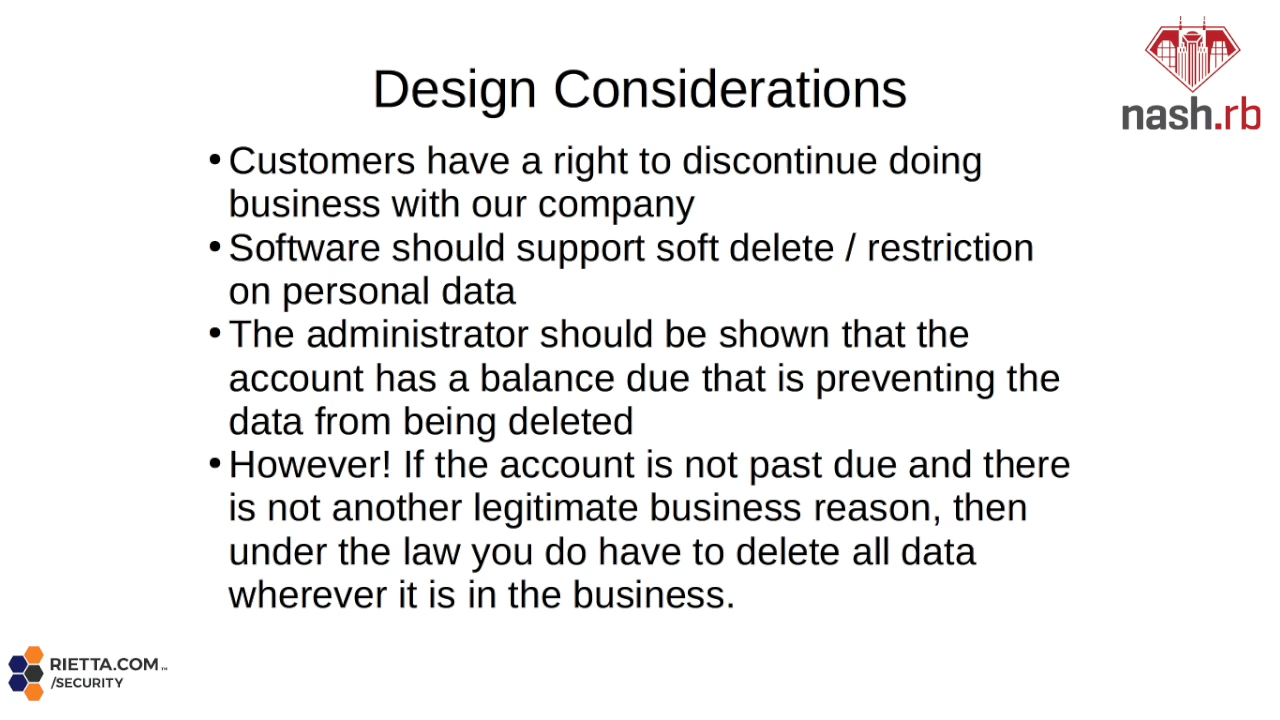 Design Considerations
nash.rb
• Customers have a right to discontinue doing
business with our company
• Software should support soft delete / restriction
on personal data
• The administrator should be shown that the
account has a balance due that is preventing the
data from being deleted
• However! If the account is not past due and there
is not another legitimate business reason, then
under the law you do have to delete all data
wherever it is in the business.
RIETTA.COM™
/SECURITY